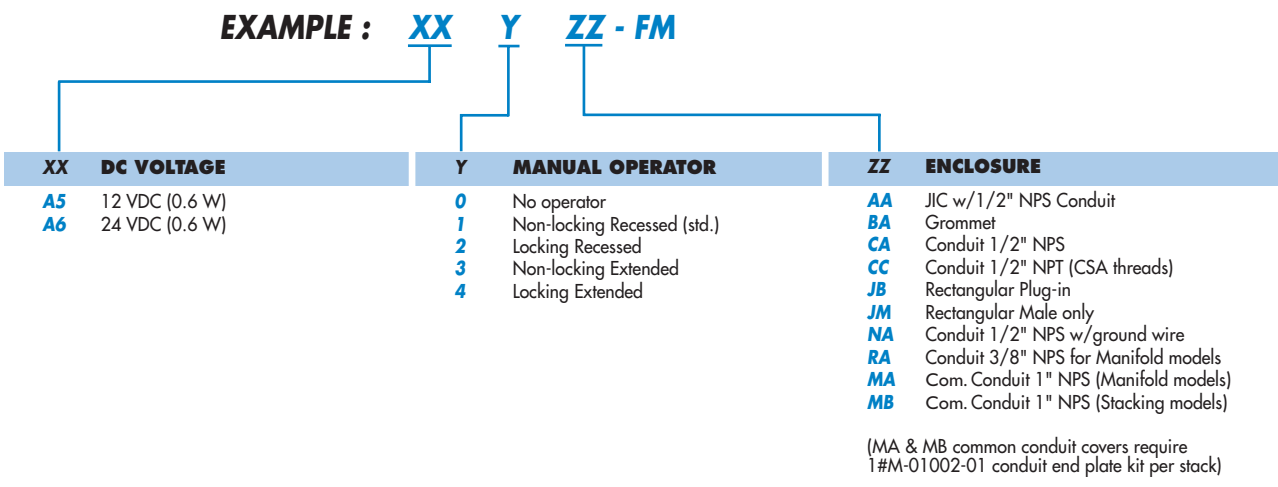 EXAMPLE : XX Y ZZ - FM
XX DC VOLTAGE
A5 12 VDC (0.6 W)
A6 24 VDC (0.6 W)
Y MANUAL OPERATOR
0 No operator
1 Non-locking Recessed (std.)
2 Locking Recessed
3 Non-locking Extended
4 Locking Extended
ZZ ENCLOSURE
AA JIC w/1/2" NPS Conduit
BA Grommet
CA Conduit 1/2" NPS
CC Conduit 1/2" NPT (CSA threads)
JB Rectangular Plug-in
JM Rectangular Male only
NA Conduit 1/2" NPS w/ground wire
RA Conduit 3/8" NPS for Manifold models
MA Com. Conduit 1" NPS (Manifold models)
MB Com. Conduit 1" NPS (Stacking models)
(MA & MB common conduit covers require
1#M-01002-01 conduit end plate kit per stack)